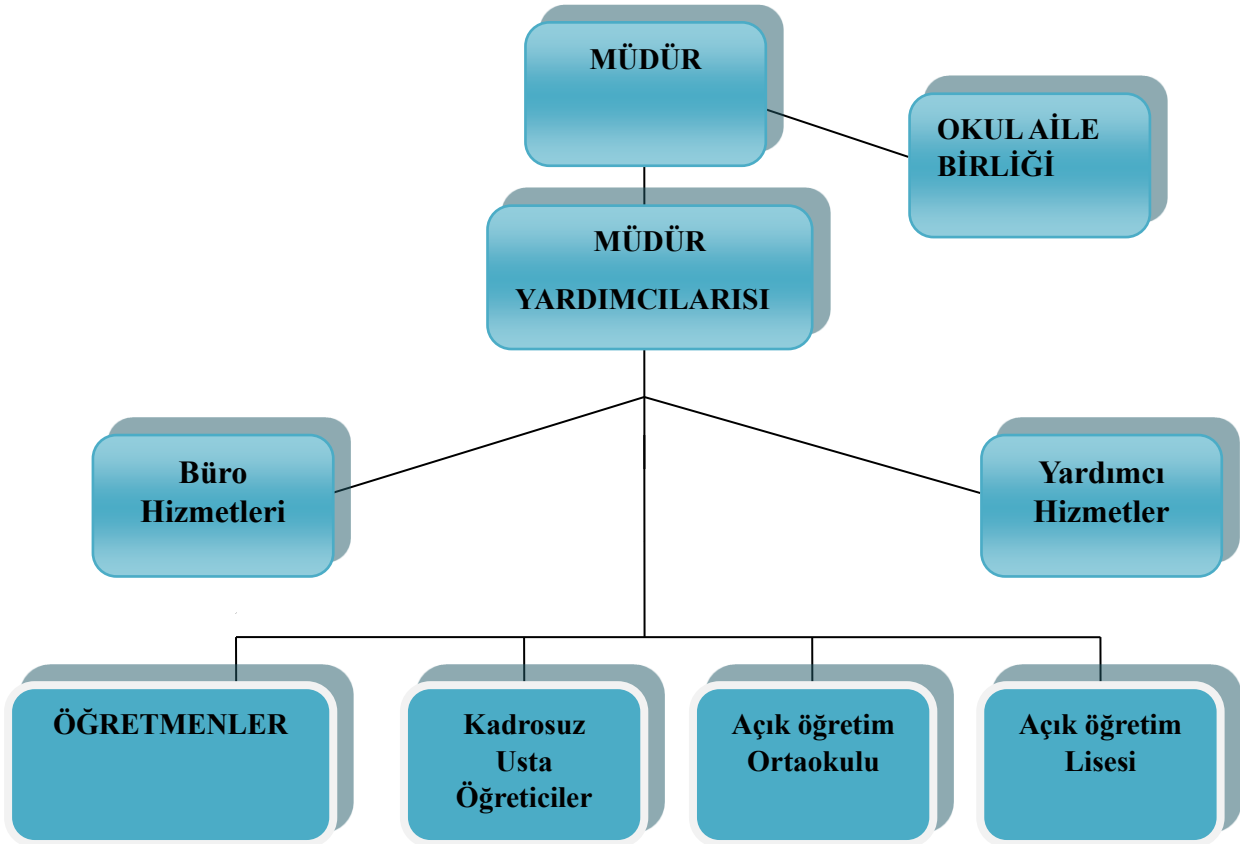 MÜDÜR
OKUL AİLE
BİRLİĞİ
MÜDÜR
YARDIMCILARISI
Büro
Hizmetleri
Yardımcı
Hizmetler
ÖĞRETMENLER
Kadrosuz
Usta
Öğreticiler
Açık öğretim
Ortaokulu
Açık öğretim
Lisesi